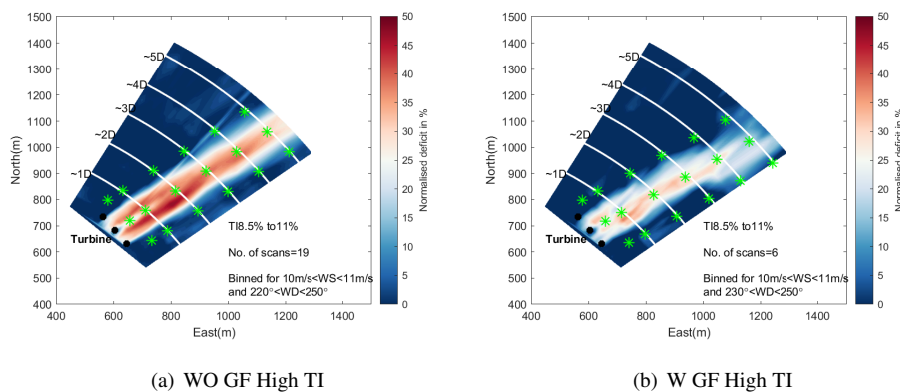 1500
1400
1300
1200
1100
1000
900
800
700
600
500
400
North(m)
400 600 800 1000 1200 1400
East(m)
~5D
~4D
~3D
~2D
~1D
Turbine
TI8.5% to11%
No. of scans=19
Binned for 10m/s<WS<11m/s
and 220°<WD<250°
50
45
40
35
30
25
20
15
10
5
0
Normalised deficit in %
(a) WO GF High TI
1500
1400
1300
1200
1100
1000
900
800
700
600
500
400
North(m)
400 600 800 1000 1200 1400
East(m)
~5D
~4D
~3D
~2D
~1D
Turbine
TI8.5% to11%
No. of scans=6
Binned for 10m/s<WS<11m/s
and 230°<WD<250°
50
45
40
35
30
25
20
15
10
5
0
Normalised deficit in %
(b) W GF High TI